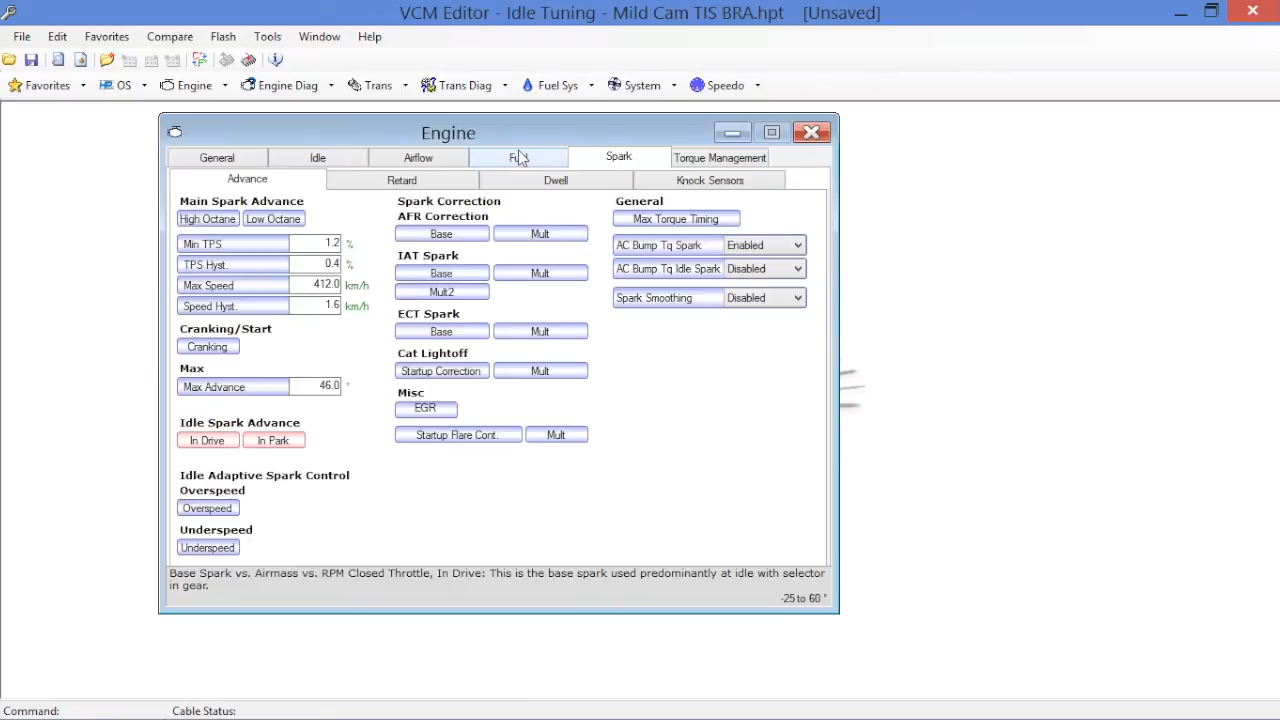 VCM Editor - Idle Tuning - Mild Cam TIS BRA.hpt [Unsaved]
File Edit Favorites Compare Flash Tools Window Help
Favorites OS Engine Engine Diag Trans Trans Diag Fuel Sys System Speedo
Engine
General Idle Airflow Spark Torque Management
Advance Retard Dwell Knock Sensors
Main Spark Advance
High Octane Low Octane
Min TPS 1.2 %
TPS Hyst. 0.4 %
Max Speed 412.0 km/h
Speed Hyst. 1.6 km/h
Cranking/Start
Cranking
Max
Max Advance 46.0 °
Idle Spark Advance
In Drive In Park
Idle Adaptive Spark Control
Overspeed
Overspeed
Underspeed
Underspeed
Spark Correction
AFR Correction
Base Mult
IAT Spark
Base Mult
Mult2
ECT Spark
Base Mult
Cat Lightoff
Startup Correction Mult
Misc
EGR
Startup Flare Cont. Mult
General
Max Torque Timing
AC Bump Tq Spark Enabled
AC Bump Tq Idle Spark Disabled
Spark Smoothing Disabled
Base Spark vs. Airmass vs. RPM Closed Throttle, In Drive: This is the base spark used predominantly at idle with selector
in gear.
-25 to 60 °
Command: Cable Status: